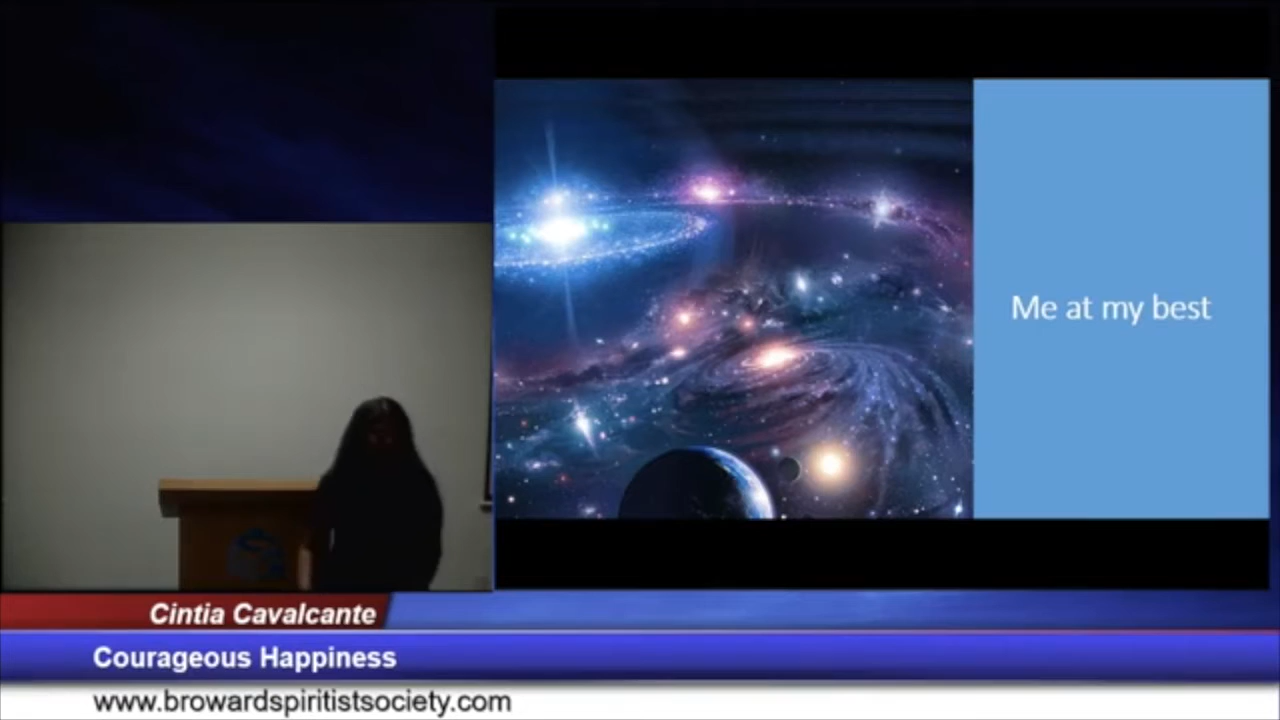 Me at my best
Cintia Cavalcante
Courageous Happiness
www.browardspiritistsociety.com